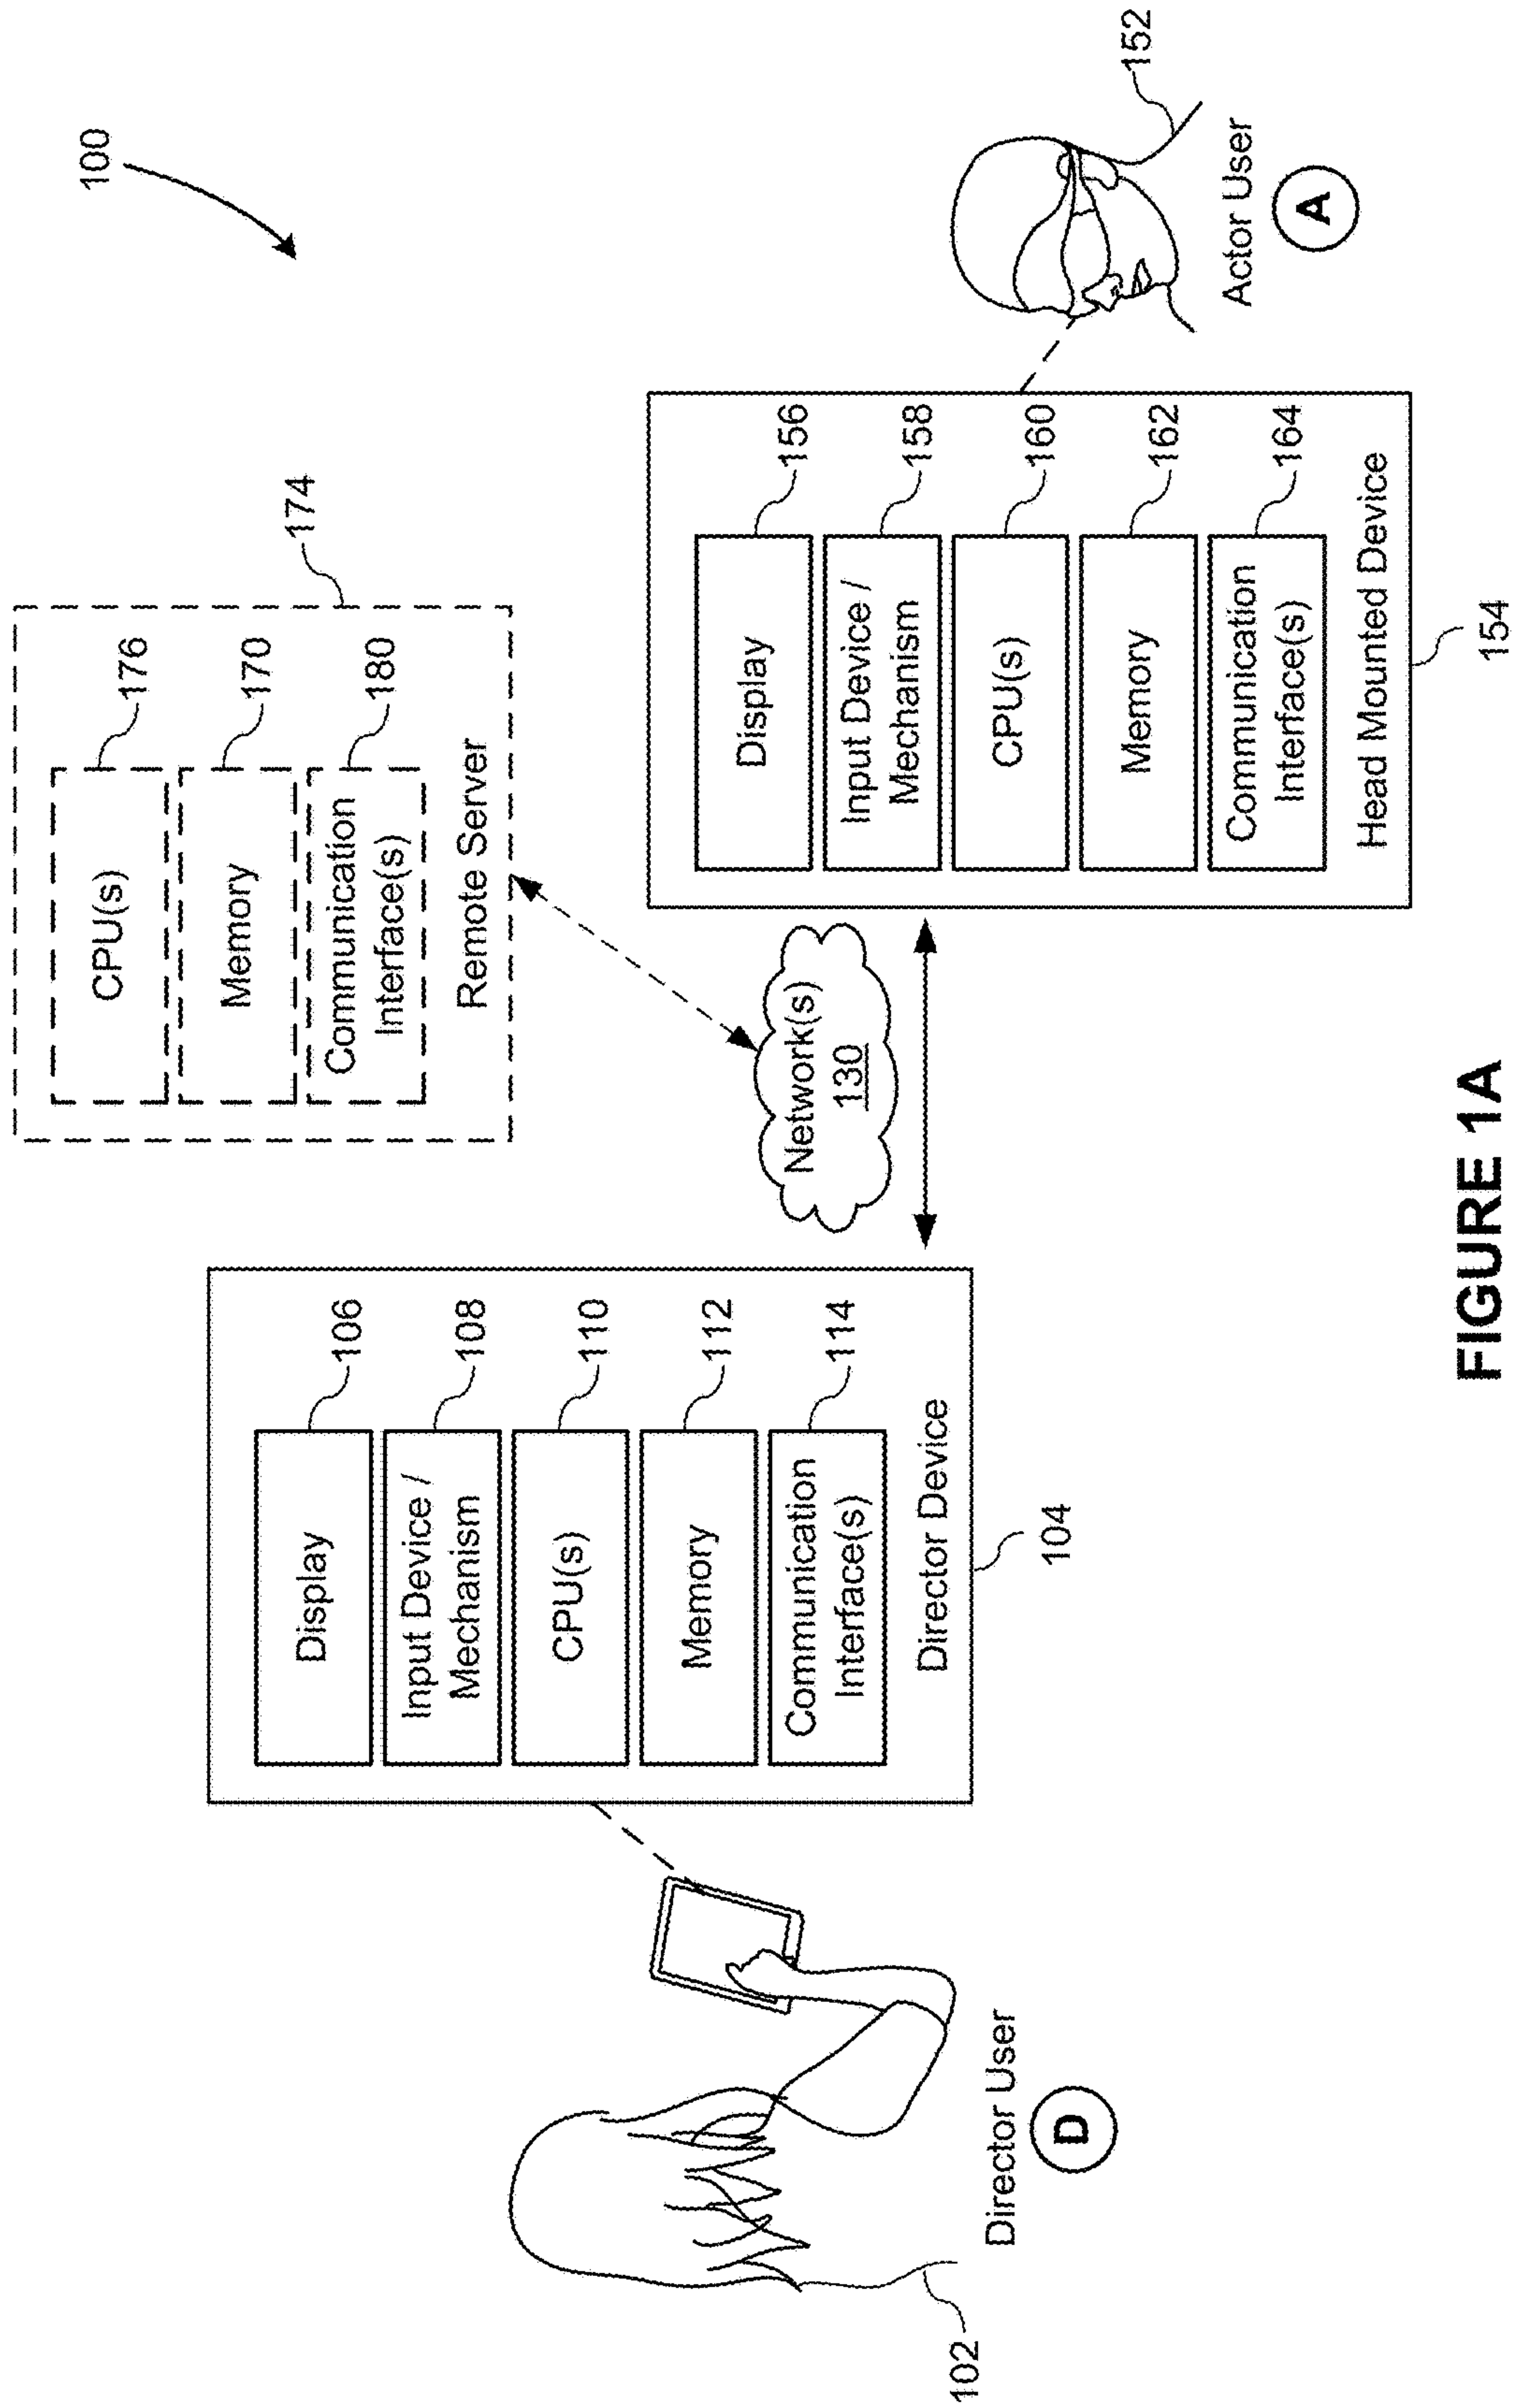 100
174
CPU(s)
176
Memory
170
Communication
Interface(s)
180
Remote Server
Display
106
Input Device /
Mechanism
108
CPU(s)
110
Memory
112
Communication
Interface(s)
114
Director Device
104
Network(s)
130
Display
156
Input Device /
Mechanism
158
CPU(s)
160
Memory
162
Communication
Interface(s)
164
Head Mounted Device
154
152
Actor User
A
Director User
D
102
FIGURE 1A